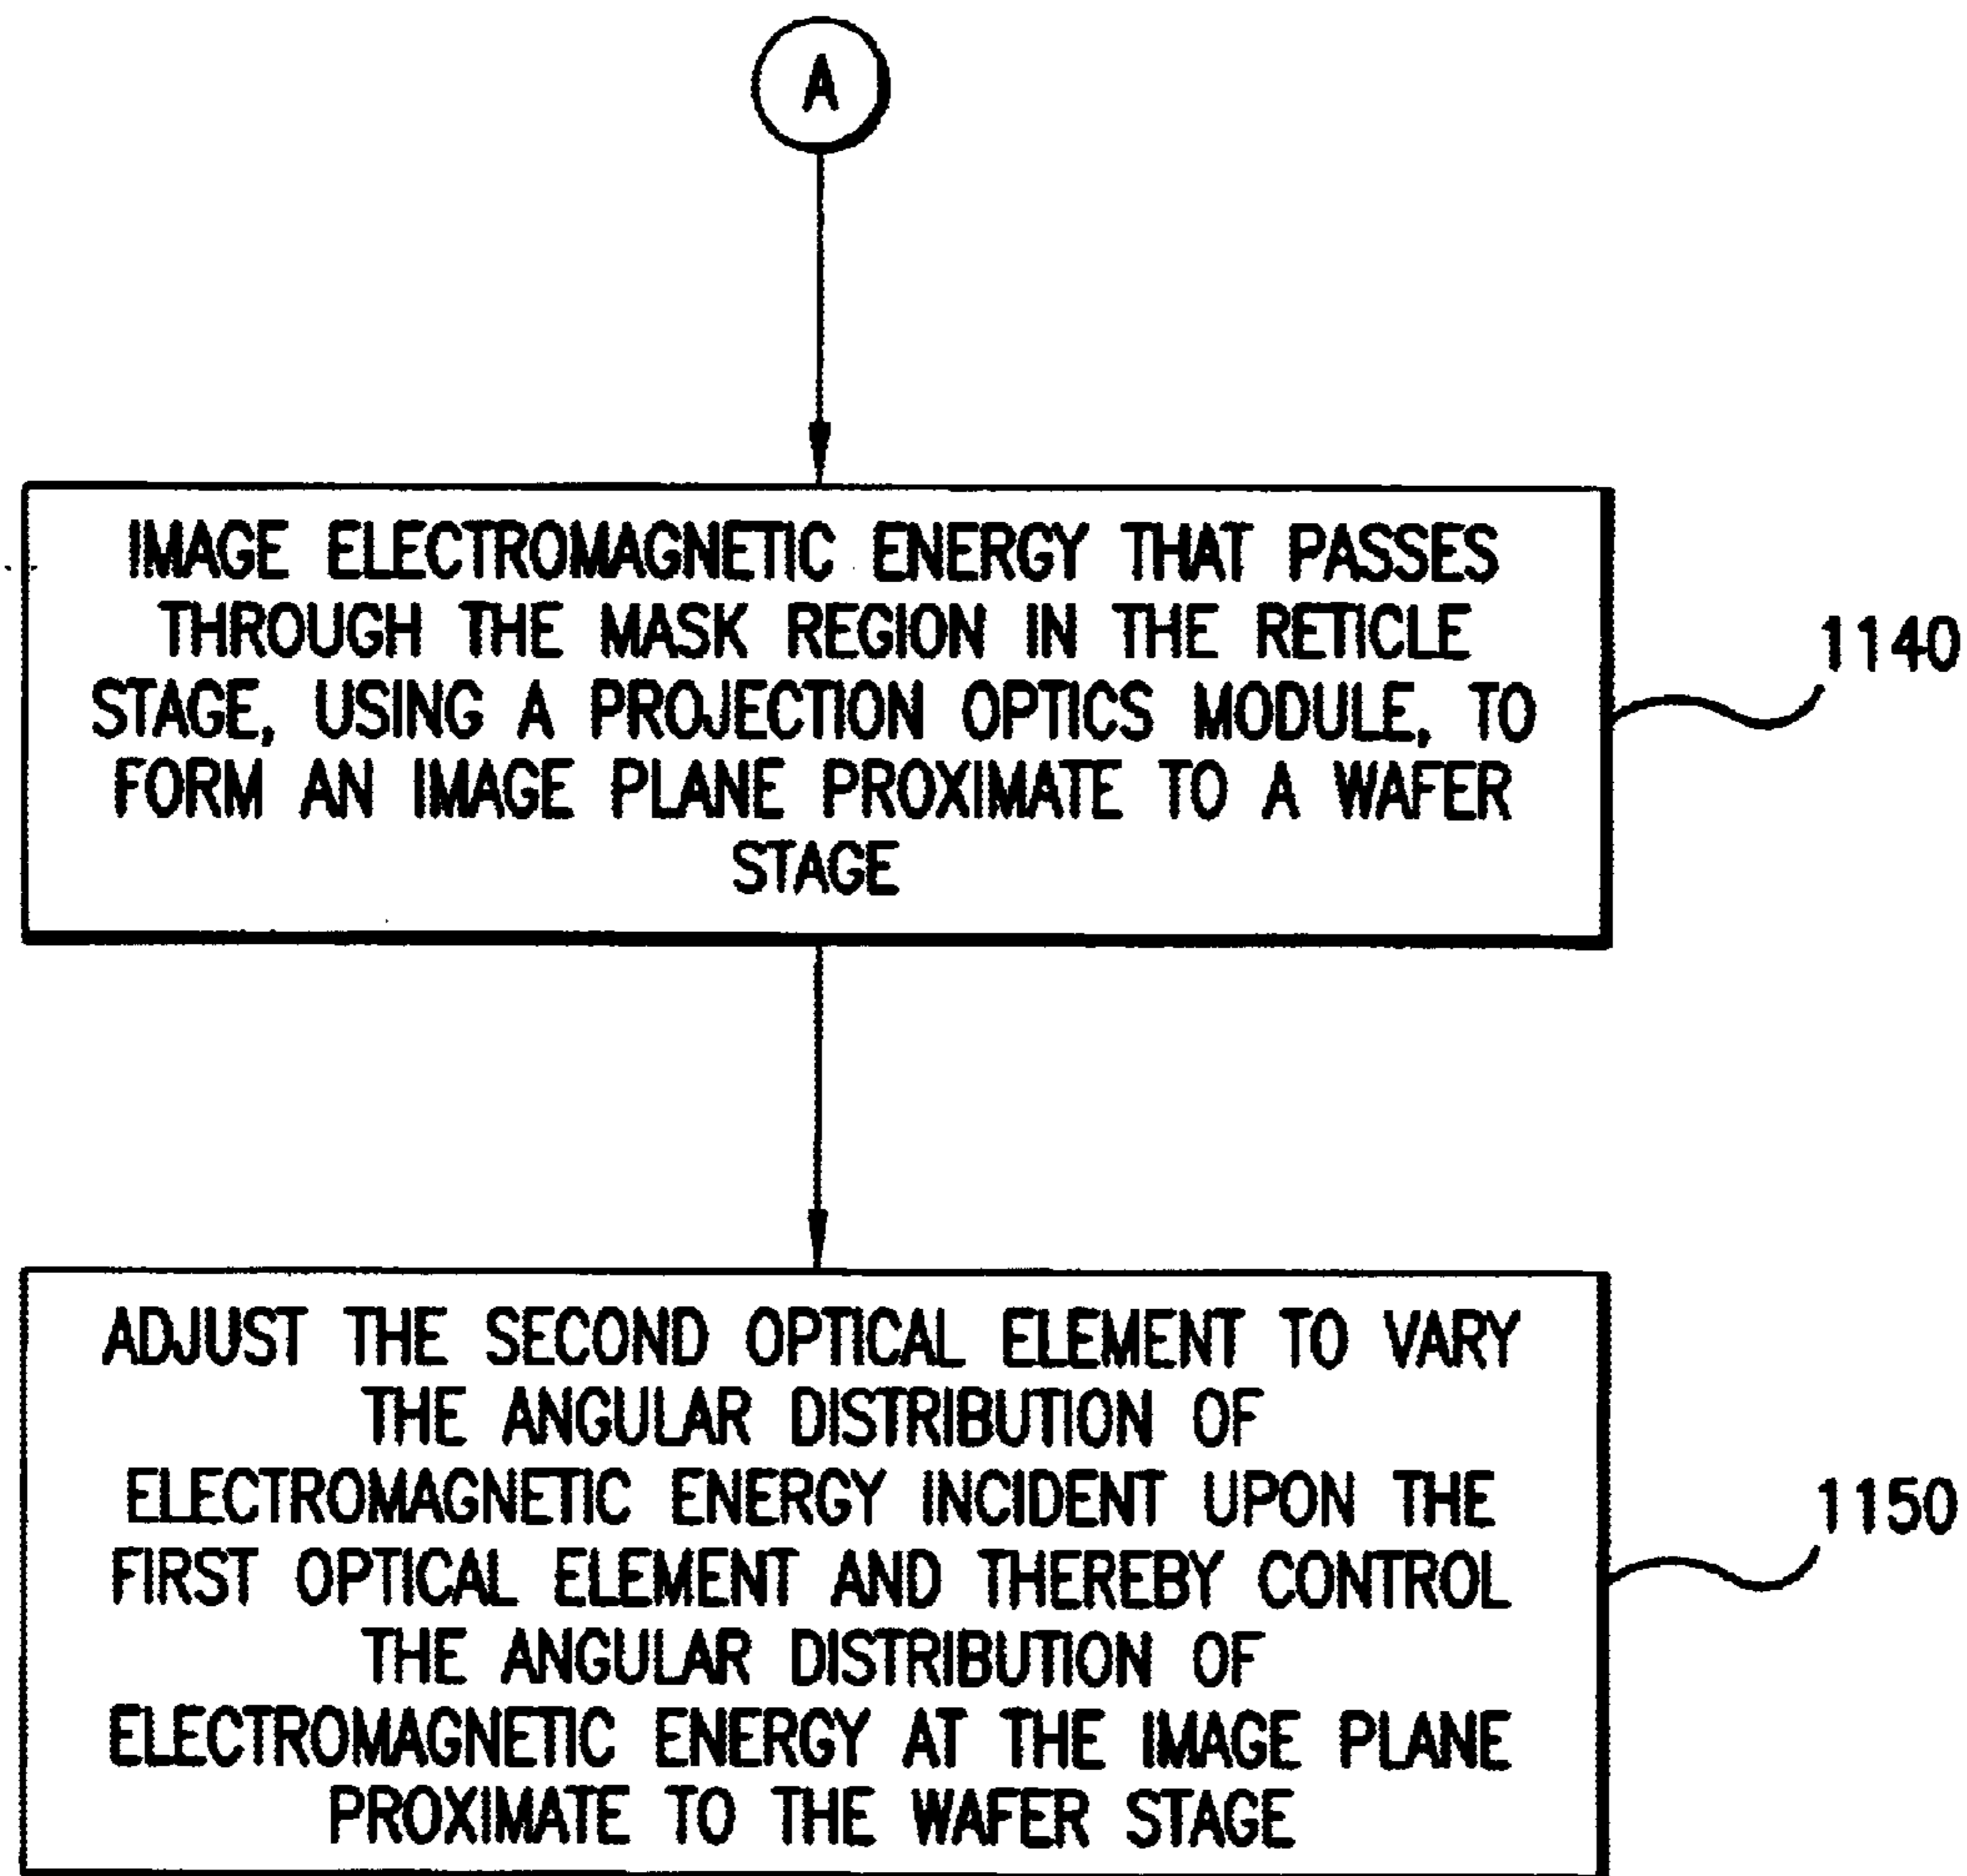 A
IMAGE ELECTROMAGNETIC ENERGY THAT PASSES
THROUGH THE MASK REGION IN THE RETICLE
STAGE, USING A PROJECTION OPTICS MODULE, TO
FORM AN IMAGE PLANE PROXIMATE TO A WAFER
STAGE
1140
ADJUST THE SECOND OPTICAL ELEMENT TO VARY
THE ANGULAR DISTRIBUTION OF
ELECTROMAGNETIC ENERGY INCIDENT UPON THE
FIRST OPTICAL ELEMENT AND THEREBY CONTROL
THE ANGULAR DISTRIBUTION OF
ELECTROMAGNETIC ENERGY AT THE IMAGE PLANE
PROXIMATE TO THE WAFER STAGE
1150